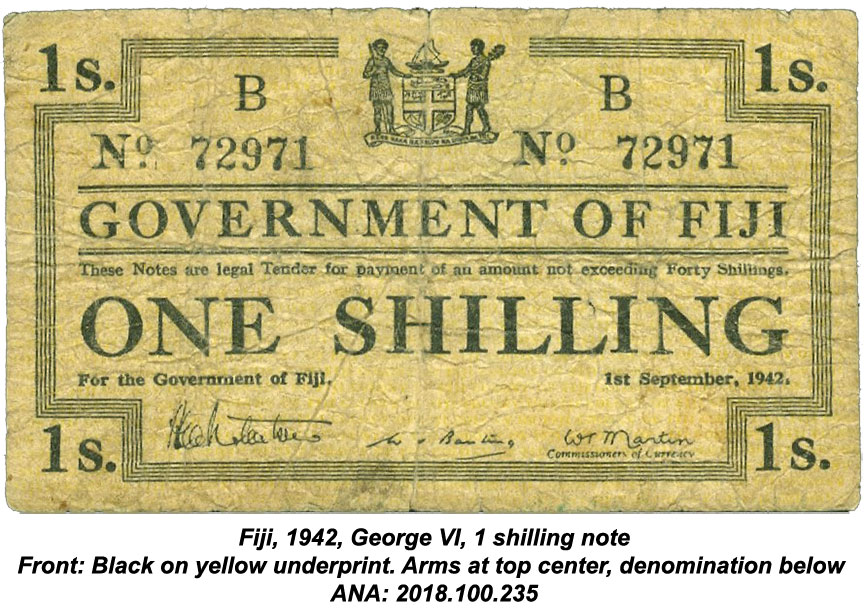 1s. 1s.
B B
No. 72971 No. 72971
GOVERNMENT OF FIJI
These Notes are legal Tender for payment of an amount not exceeding Forty Shillings.
ONE SHILLING
For the Government of Fiji. 1st September, 1942.
W T Martin
Commissioners of Currency
1s. 1s.
Fiji, 1942, George VI, 1 shilling note
Front: Black on yellow underprint. Arms at top center, denomination below
ANA: 2018.100.235